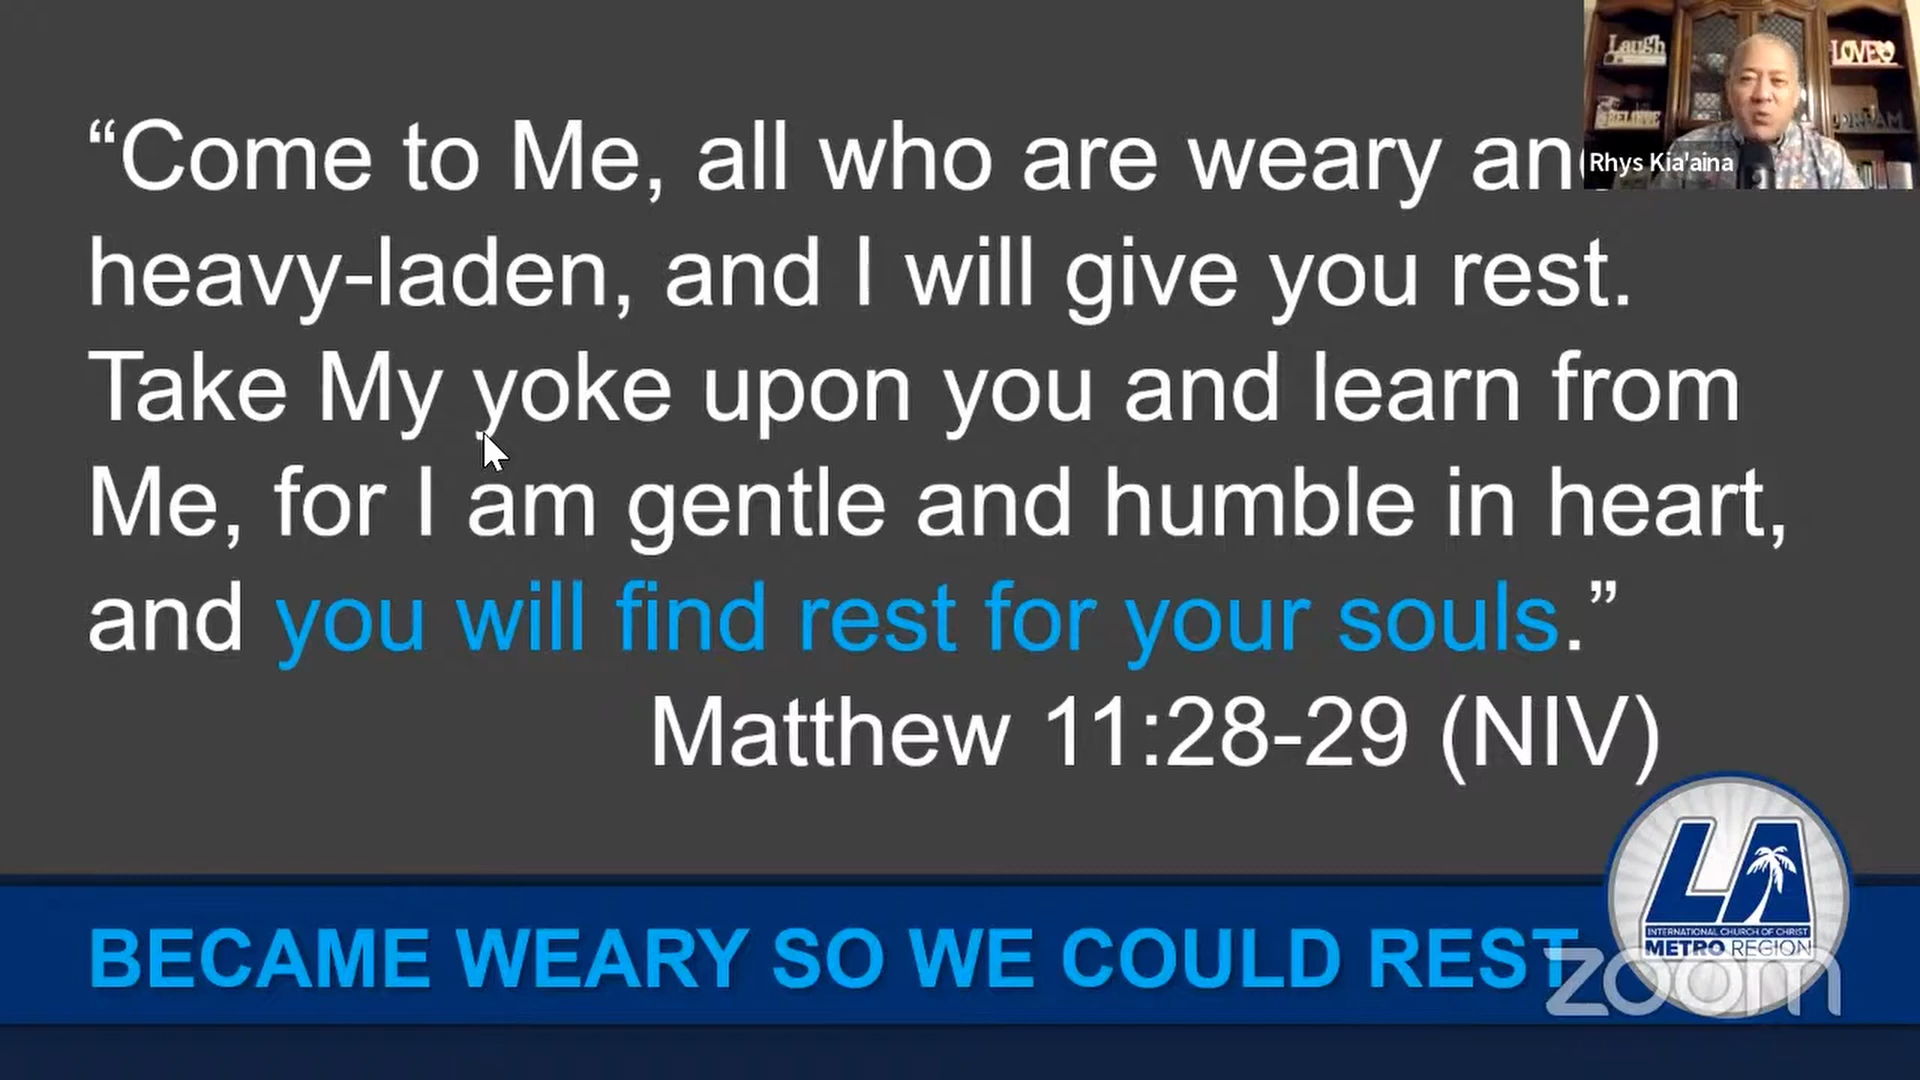 Laugh
LOVE
BELIEVE
Rhys Kia'aina
“Come to Me, all who are weary an
heavy-laden, and I will give you rest.
Take My yoke upon you and learn from
Me, for I am gentle and humble in heart,
and you will find rest for your souls.”
Matthew 11:28-29 (NIV)
BECAME WEARY SO WE COULD REST
LA
INTERNATIONAL CHURCH OF CHRIST
METRO REGION
zoom